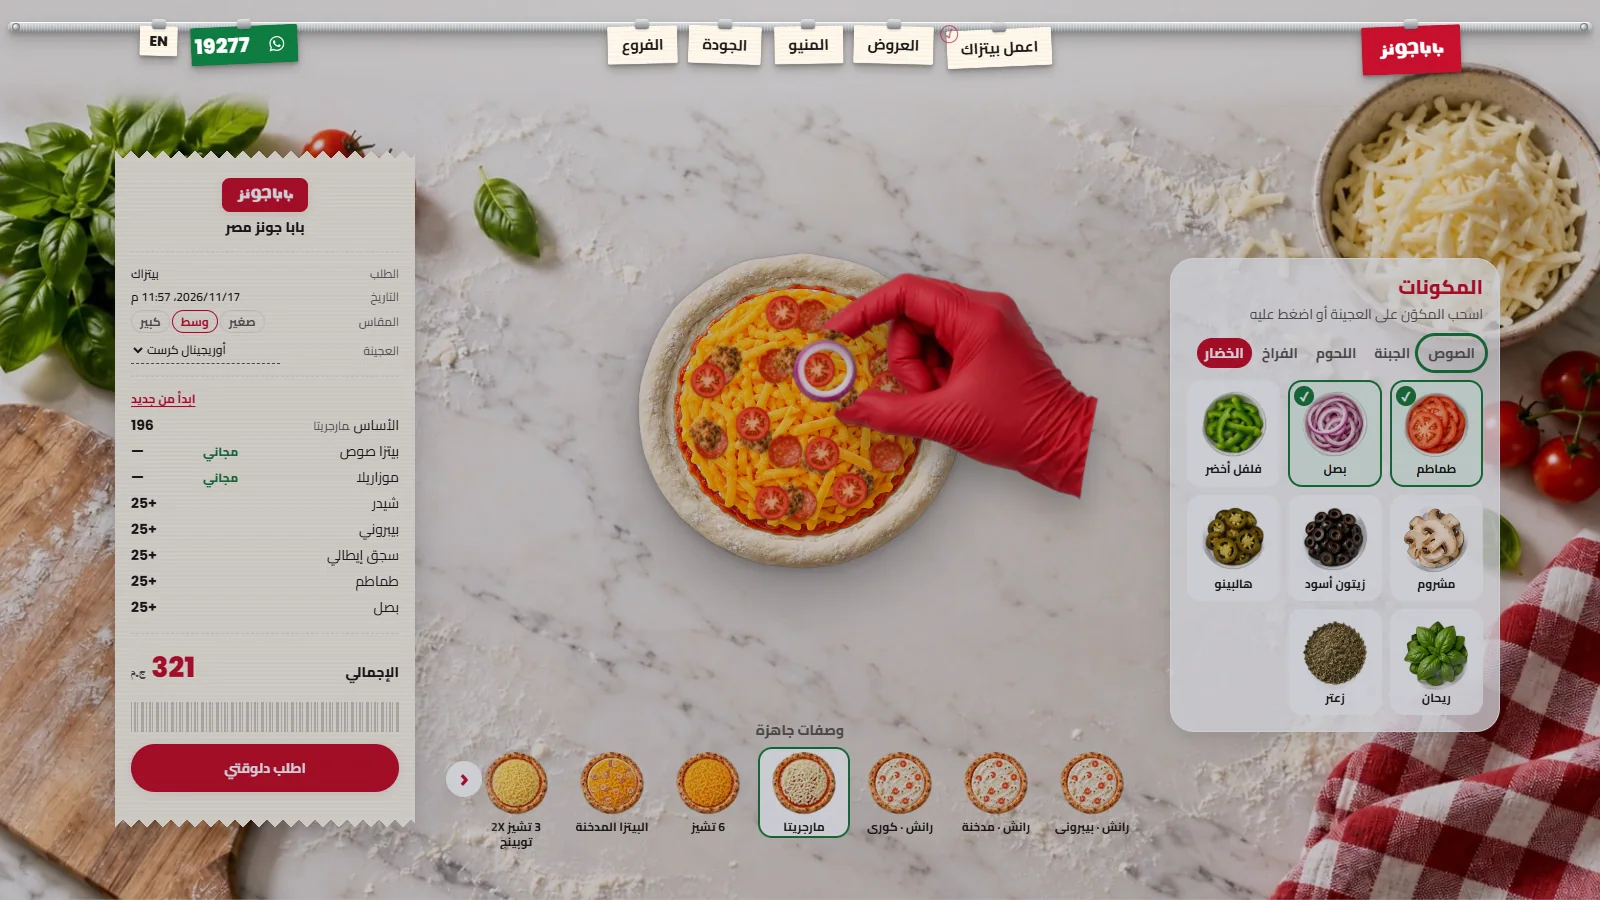 باباجونز
اعمل بيتزاك
العروض
المنيو
الجودة
الفروع
19277
EN
المكونات
اسحب المكوّن على العجينة أو اضغط عليه
الصوص
الجبنة
اللحوم
الفراخ
الخضار
طماطم
بصل
فلفل أخضر
مشروم
زيتون أسود
هالبينو
ريحان
زعتر
باباجونز
بابا جونز مصر
الطلب بيتزاك
التاريخ 2026/11/17، 11:57 م
المقاس صغير وسط كبير
العجينة أوريجينال كرست
ابدأ من جديد
الأساس مارجريتا 196
بيتزا صوص مجاني —
موزاريلا مجاني —
شيدر +25
بيبروني +25
سجق إيطالي +25
طماطم +25
بصل +25
الإجمالي 321 ج.م
اطلب دلوقتي
وصفات جاهزة
رانش - بيبروني
رانش - مدخنة
رانش - كوري
مارجريتا
6 تشيز
البيتزا المدخنة
3 تشيز 2X
توبينج